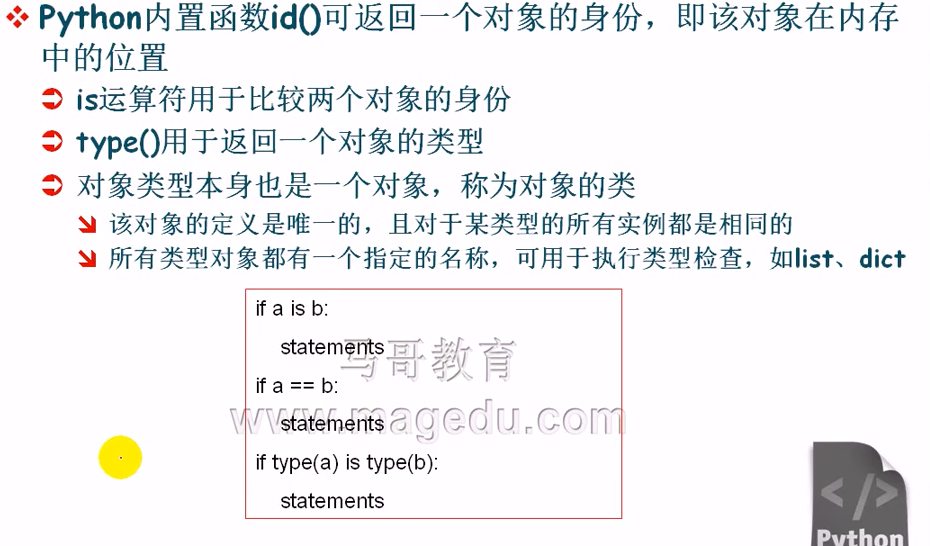 Python内置函数id()可返回一个对象的身份，即该对象在内存
中的位置
is运算符用于比较两个对象的身份
type()用于返回一个对象的类型
对象类型本身也是一个对象，称为对象的类
该对象的定义是唯一的，且对于某类型的所有实例都是相同的
所有类型对象都有一个指定的名称，可用于执行类型检查，如list、dict
if a is b:
statements
马哥教育
if a == b:
www.magedu.com
statements
if type(a) is type(b):
statements
</>
Python